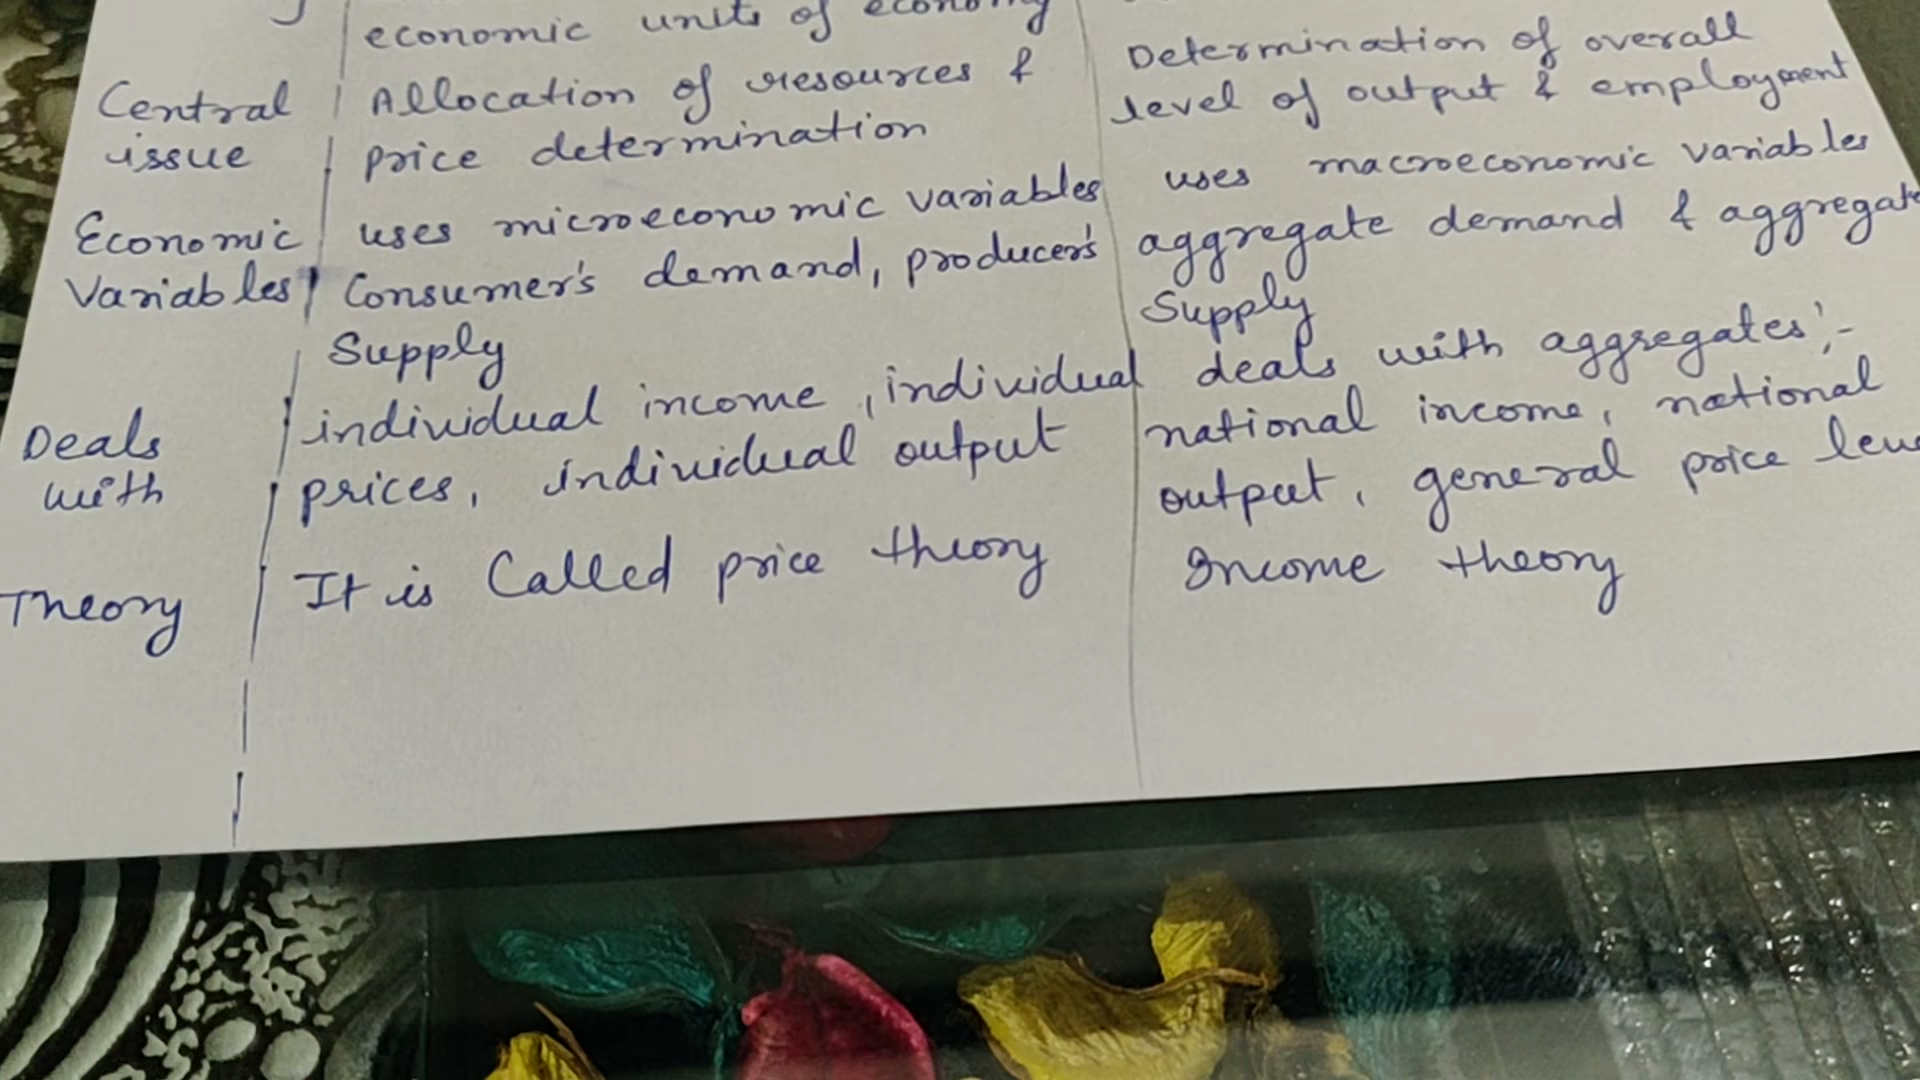 economic units of economy
Determination of overall
Central Allocation of resources & level of output & employment
issue price determination
uses macroeconomic variables
Economic uses microeconomic variables aggregate demand & aggregate
Variables Consumer's demand, producer's Supply
Supply
deals with aggregates:-
Deals individual income, individual national income, national
with prices, individual output output, general price
Theory It is Called price theory Income theory